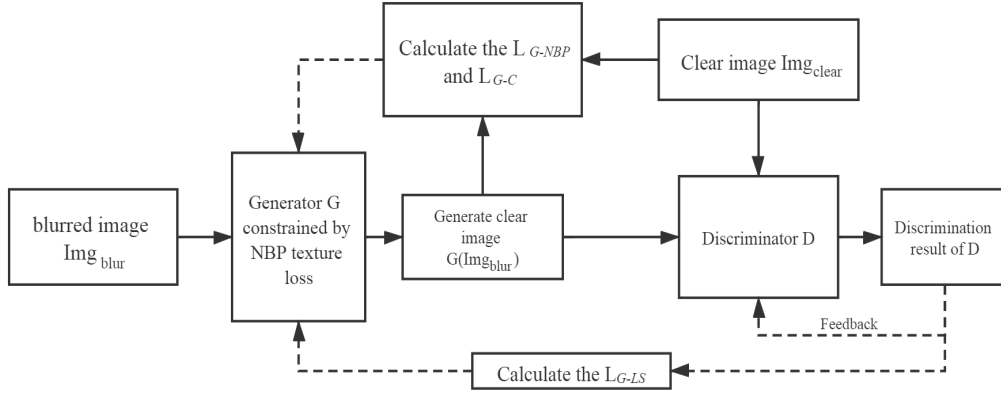 Calculate the L G-NBP
and L G-C
Clear image Img clear
blurred image
Img blur
Generator G
constrained by
NBP texture
loss
Generate clear
image
G(Img blur)
Discriminator D
Discrimination
result of D
Feedback
Calculate the L G-LS